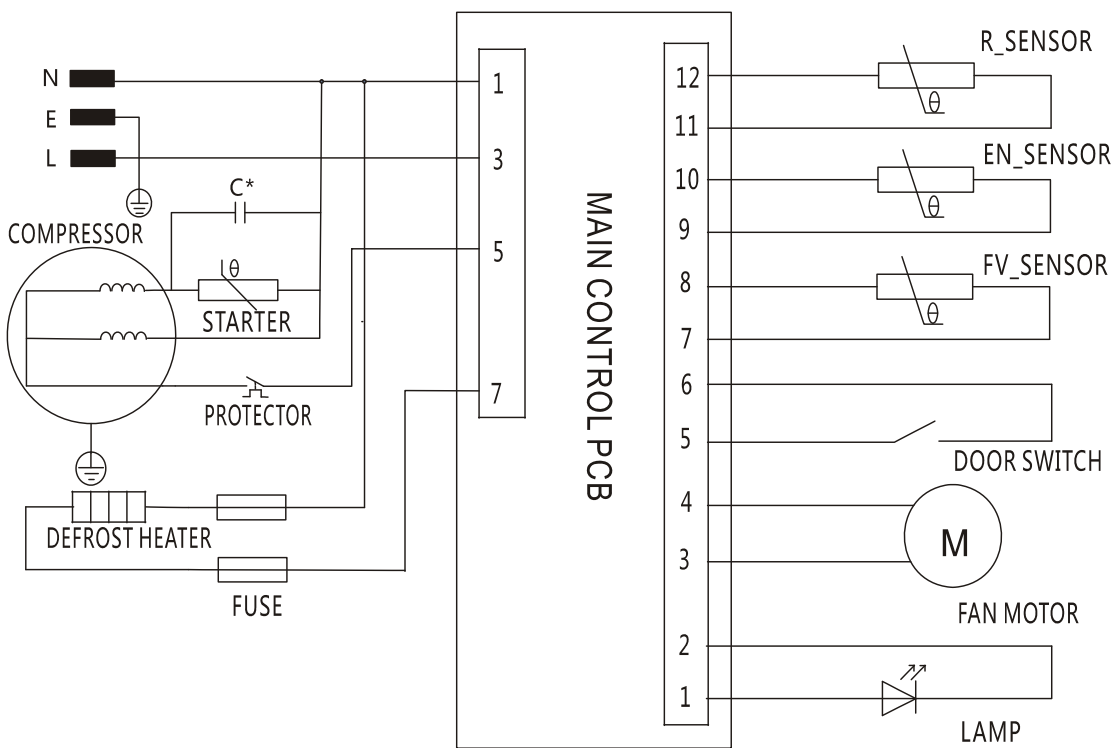 N
E
L
C*
COMPRESSOR
θ
STARTER
PROTECTOR
DEFROST HEATER
FUSE
1
3
5
7
MAIN CONTROL PCB
12
11
10
9
8
7
6
5
4
3
2
1
R_SENSOR
θ
EN_SENSOR
θ
FV_SENSOR
θ
DOOR SWITCH
M
FAN MOTOR
LAMP